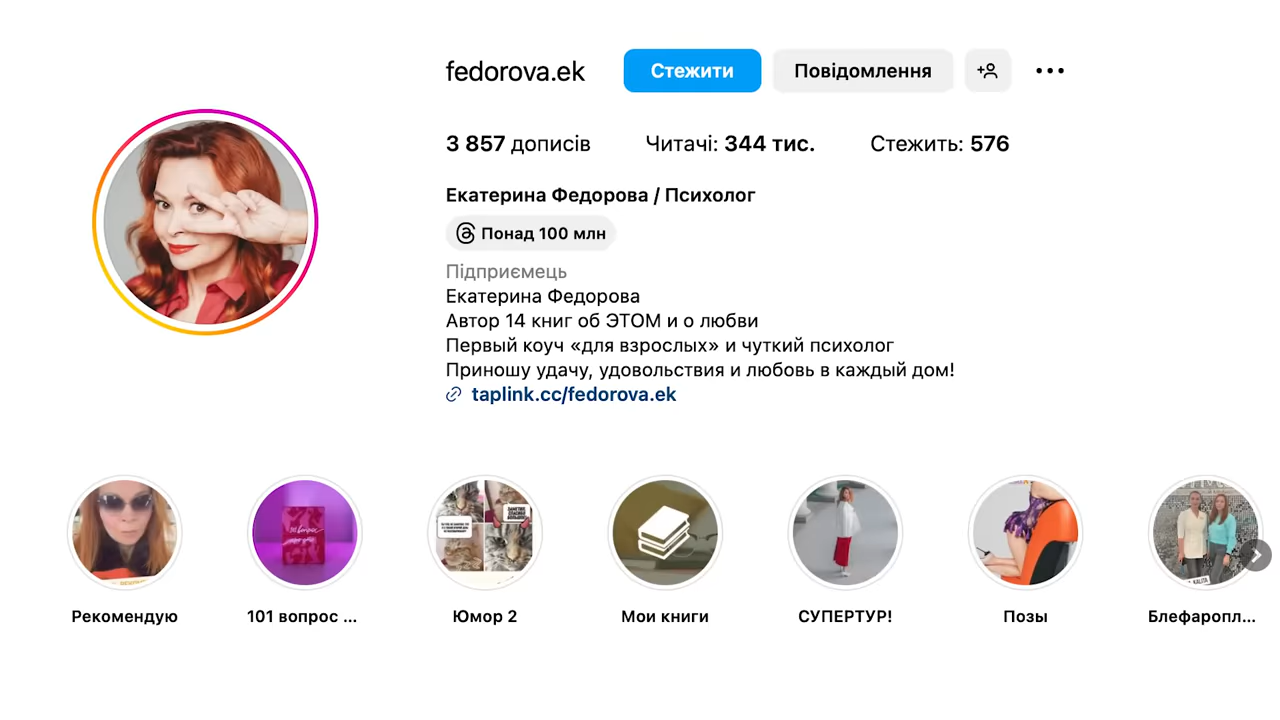 fedorova.ek Стежити Повідомлення
3 857 дописів Читачі: 344 тис. Стежить: 576
Екатерина Федорова / Психолог
Понад 100 млн
Підприємець
Екатерина Федорова
Автор 14 книг об ЭТОМ и о любви
Первый коуч «для взрослых» и чуткий психолог
Приношу удачу, удовольствия и любовь в каждый дом!
taplink.cc/fedorova.ek
Рекомендую 101 вопрос ... Юмор 2 Мои книги СУПЕРТУР! Позы Блефаропл...